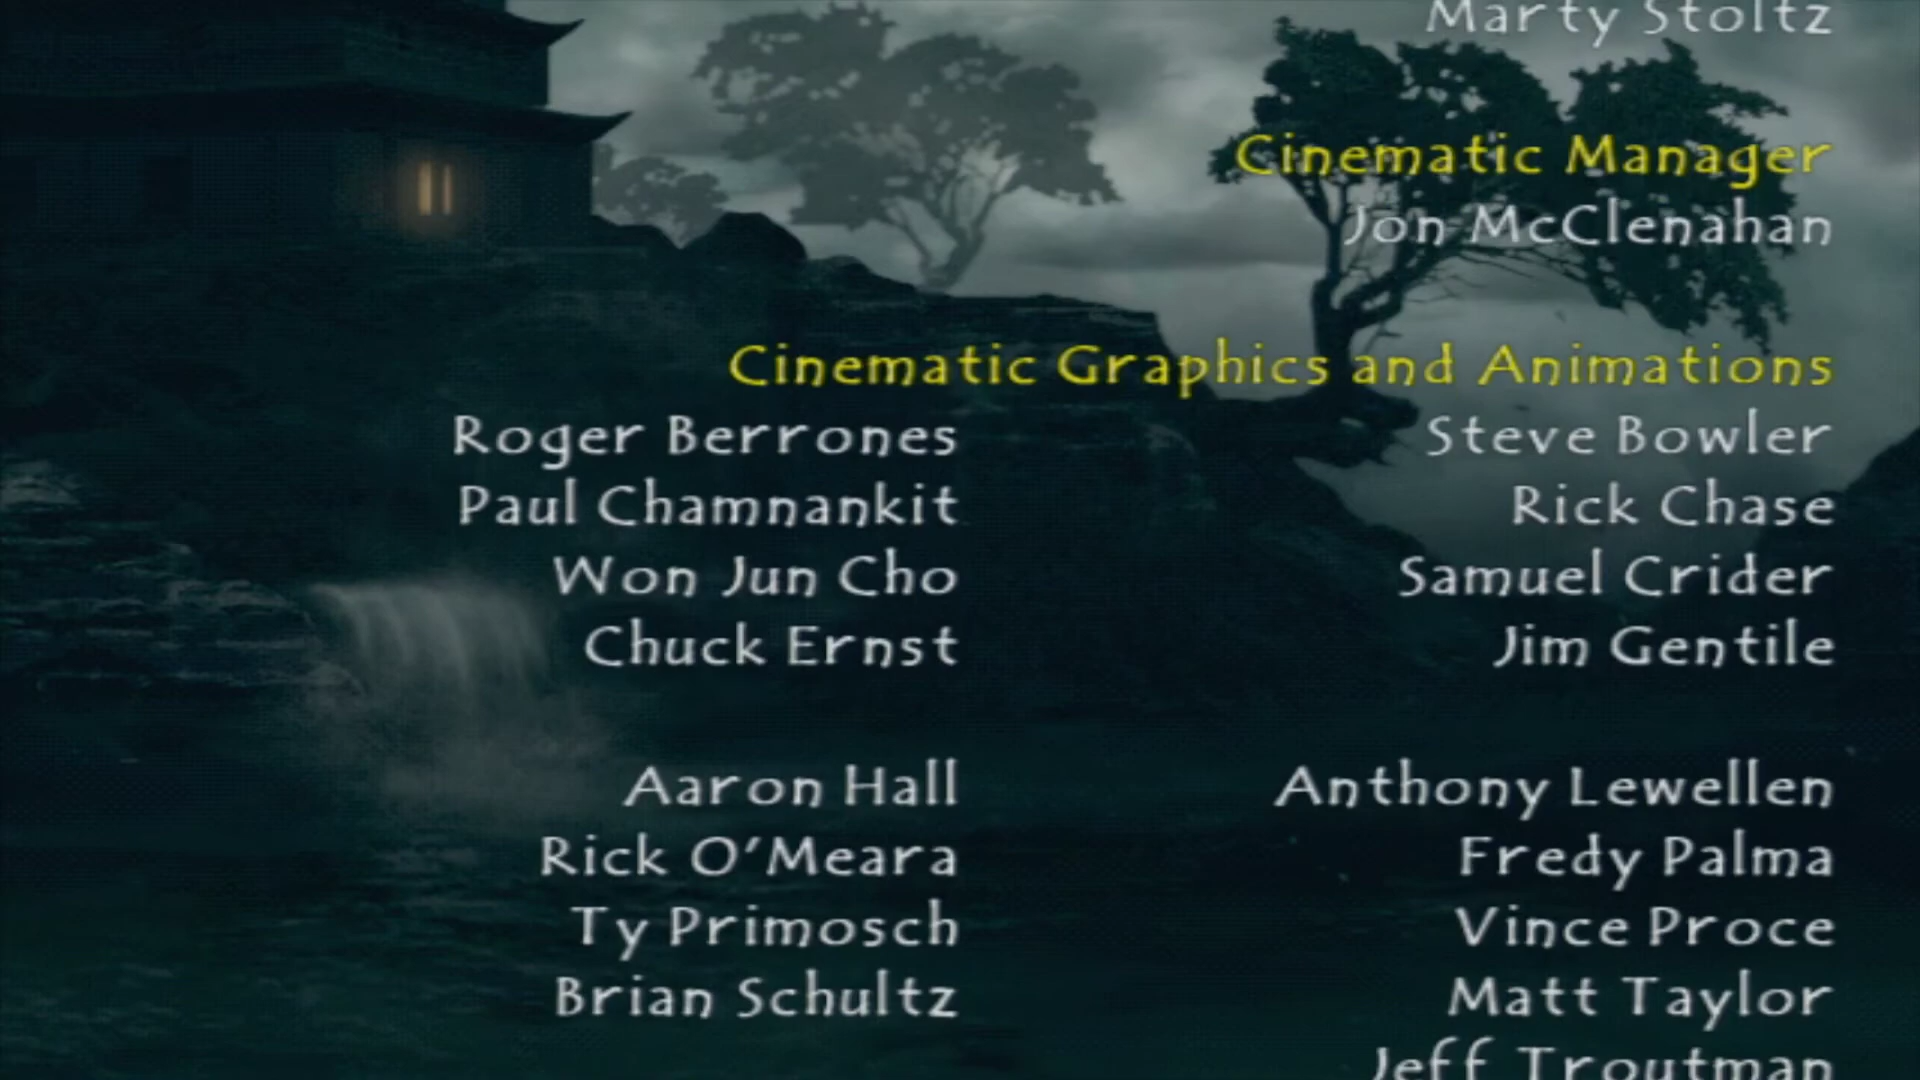 Marty Stoltz
Cinematic Manager
Jon McClenahan
Cinematic Graphics and Animations
Roger Berrones Steve Bowler
Paul Chamnankit Rick Chase
Won Jun Cho Samuel Crider
Chuck Ernst Jim Gentile
Aaron Hall Anthony Lewellen
Rick O'Meara Fredy Palma
Ty Primosch Vince Proce
Brian Schultz Matt Taylor
Jeff Troutman